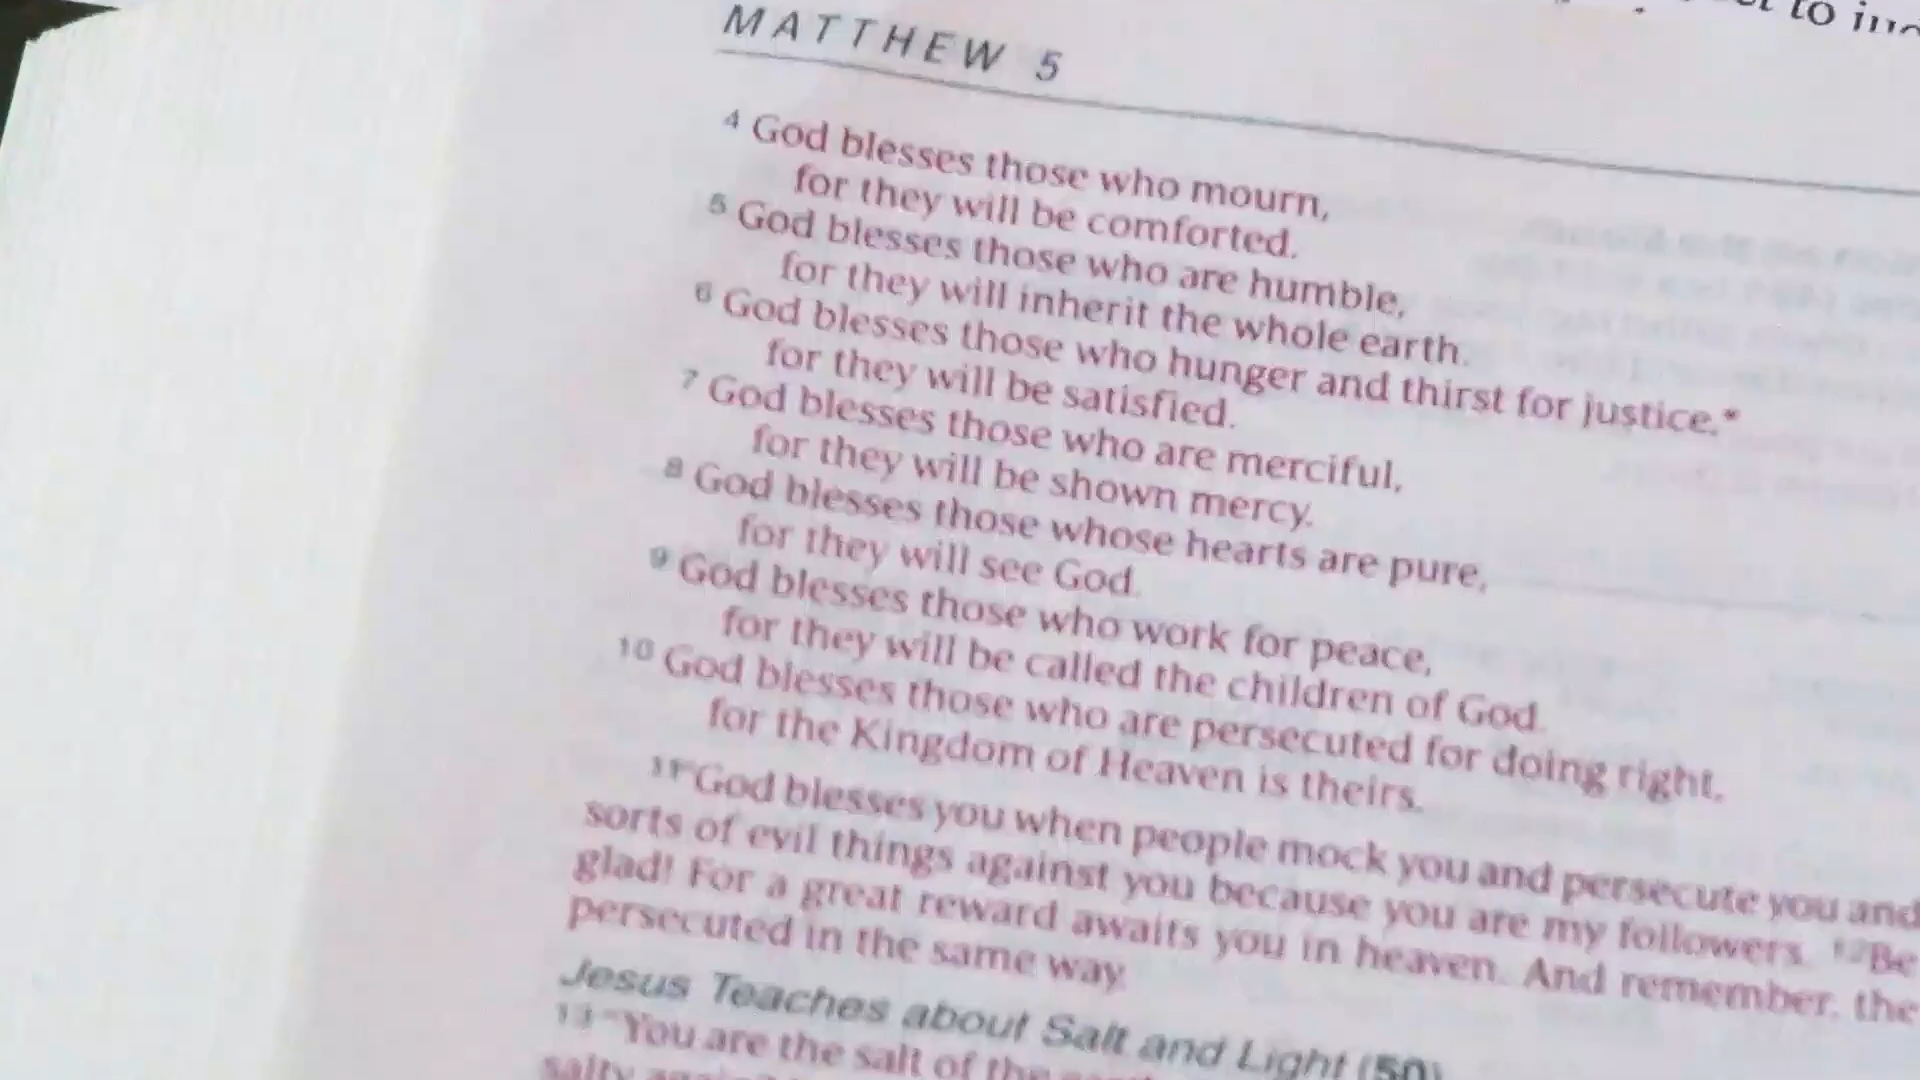 to
MATTHEW 5
4 God blesses those who mourn,
for they will be comforted.
5 God blesses those who are humble,
for they will inherit the whole earth.
6 God blesses those who hunger and thirst for justice,*
for they will be satisfied.
7 God blesses those who are merciful,
for they will be shown mercy.
8 God blesses those whose hearts are pure,
for they will see God.
9 God blesses those who work for peace,
for they will be called the children of God.
10 God blesses those who are persecuted for doing right,
for the Kingdom of Heaven is theirs.
11 "God blesses you when people mock you and persecute you and
sorts of evil things against you because you are my followers. 12 Be
glad! For a great reward awaits you in heaven. And remember, the
persecuted in the same way.
Jesus Teaches about Salt and Light (50)
13 "You are the salt of the
salty